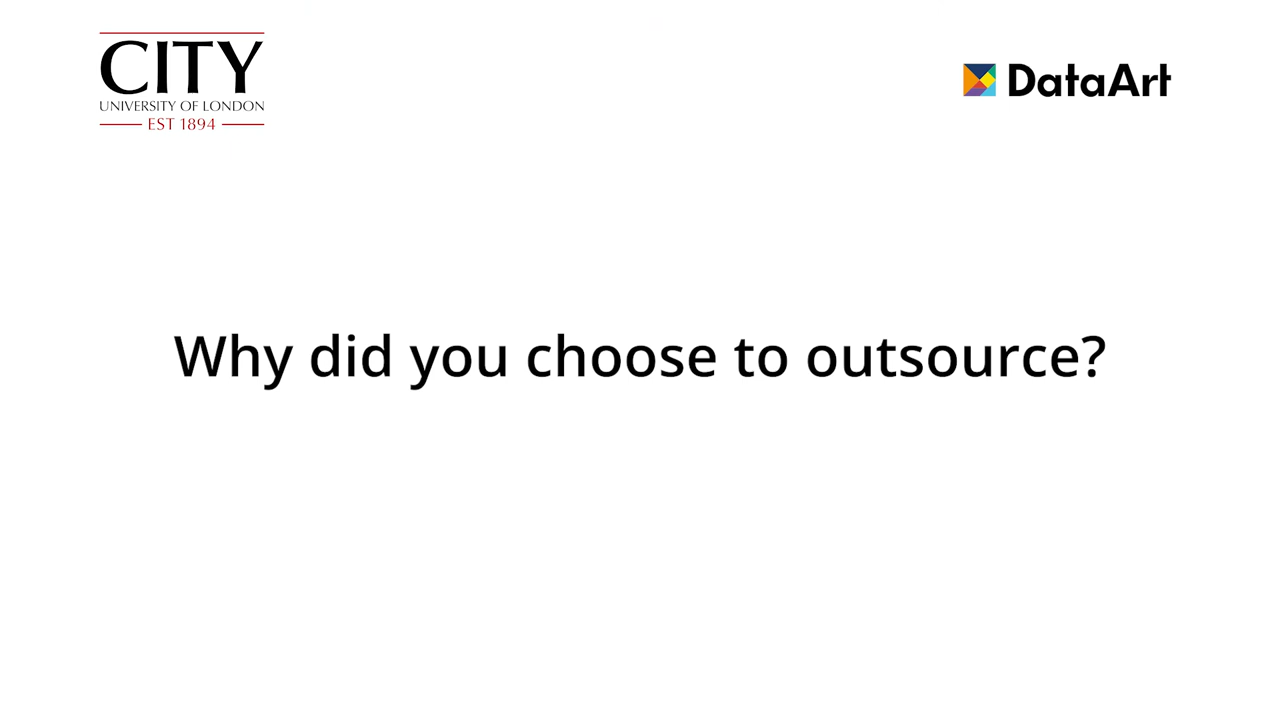 CITY
UNIVERSITY OF LONDON
EST 1894
DataArt
Why did you choose to outsource?